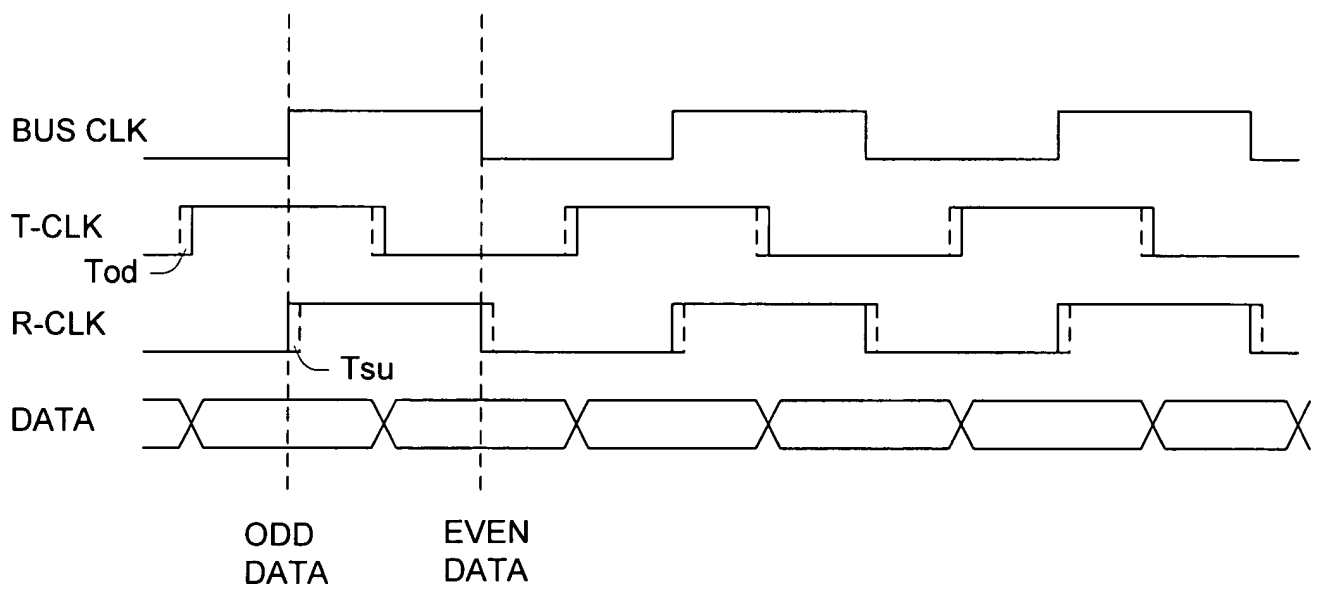 BUS CLK
T-CLK
Tod
R-CLK
Tsu
DATA
ODD
DATA
EVEN
DATA